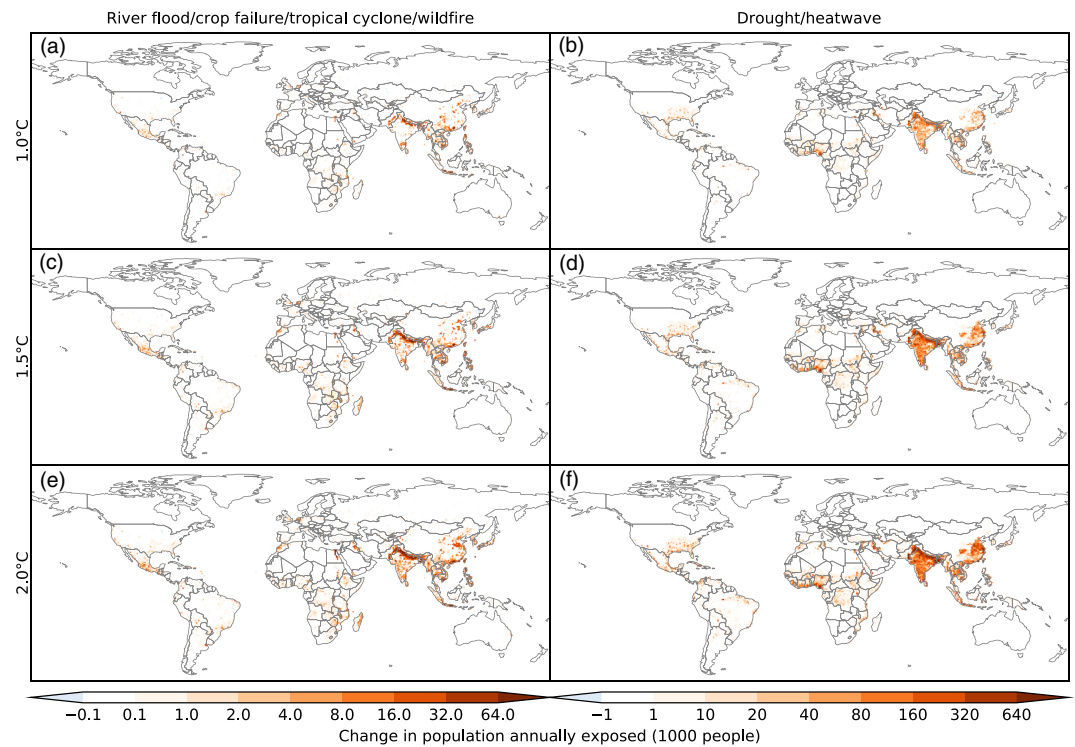 River flood/crop failure/tropical cyclone/wildfire
Drought/heatwave
(a)
(b)
1.0°C
(c)
(d)
1.5°C
(e)
(f)
2.0°C
−0.1 0.1 1.0 2.0 4.0 8.0 16.0 32.0 64.0
−1 1 10 20 40 80 160 320 640
Change in population annually exposed (1000 people)